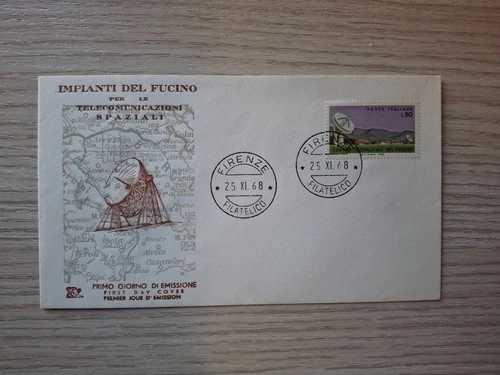 IMPIANTI DEL FUCINO
PER LE
TELECOMUNICAZIONI
SPAZIALI
poste italiane
L.50
FIRENZE
25 XI. 68
FILATELICO
FIRENZE
25 XI. 68
FILATELICO
PRIMO GIORNO DI EMISSIONE
FIRST DAY COVER
PREMIER JOUR D' EMISSION